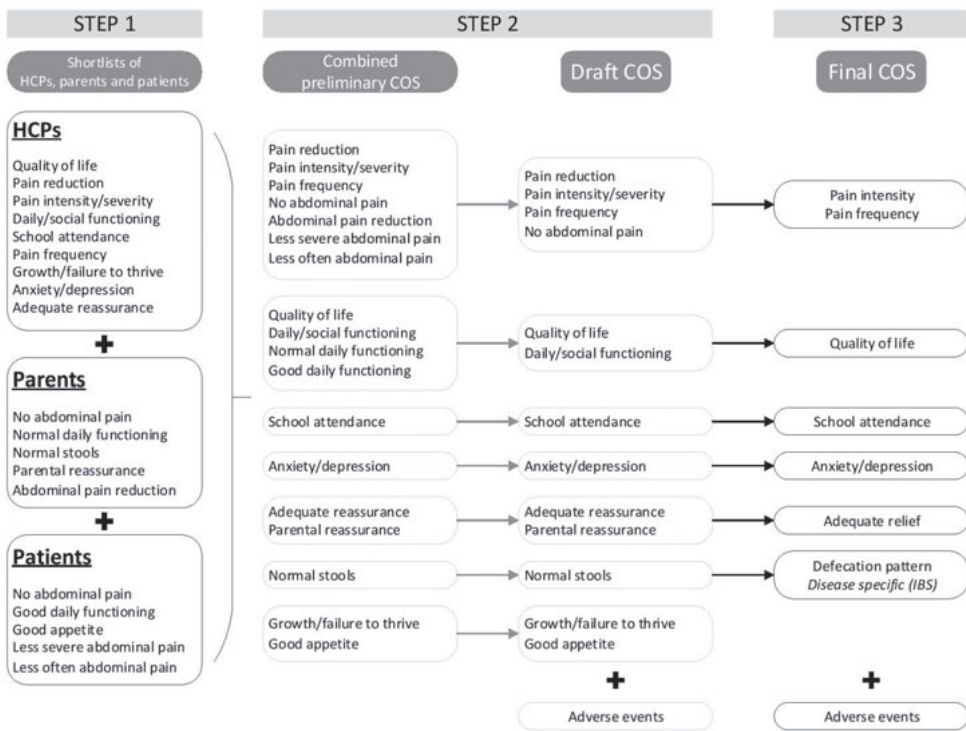 STEP 1
Shortlists of
HCPs, parents and patients
HCPs
Quality of life
Pain reduction
Pain intensity/severity
Daily/social functioning
School attendance
Pain frequency
Growth/failure to thrive
Anxiety/depression
Adequate reassurance
+
Parents
No abdominal pain
Normal daily functioning
Normal stools
Parental reassurance
Abdominal pain reduction
+
Patients
No abdominal pain
Good daily functioning
Good appetite
Less severe abdominal pain
Less often abdominal pain
STEP 2
Combined
preliminary COS
Pain reduction
Pain intensity/severity
Pain frequency
No abdominal pain
Abdominal pain reduction
Less severe abdominal pain
Less often abdominal pain
Quality of life
Daily/social functioning
Normal daily functioning
Good daily functioning
School attendance
Anxiety/depression
Adequate reassurance
Parental reassurance
Normal stools
Growth/failure to thrive
Good appetite
Draft COS
Pain reduction
Pain intensity/severity
Pain frequency
No abdominal pain
Quality of life
Daily/social functioning
School attendance
Anxiety/depression
Adequate reassurance
Parental reassurance
Normal stools
Growth/failure to thrive
Good appetite
+
Adverse events
STEP 3
Final COS
Pain intensity
Pain frequency
Quality of life
School attendance
Anxiety/depression
Adequate relief
Defecation pattern
Disease specific (IBS)
+
Adverse events